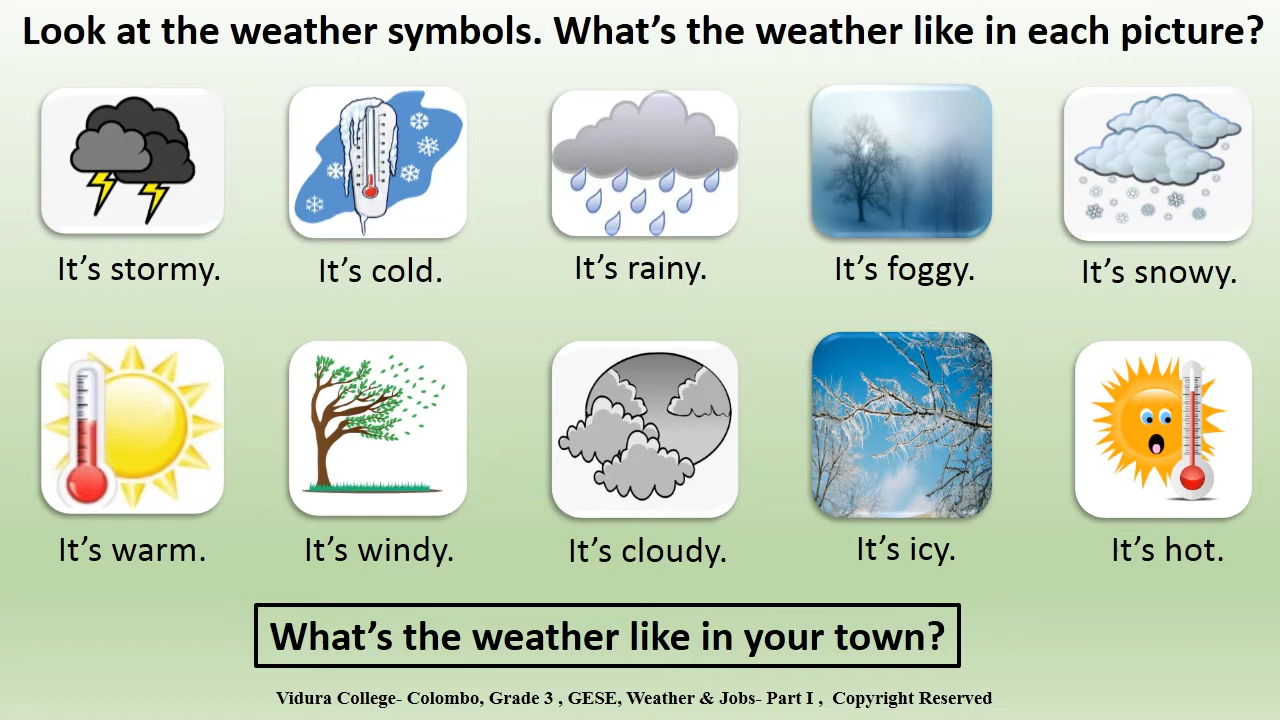 Look at the weather symbols. What’s the weather like in each picture?
It’s stormy.
It’s cold.
It’s rainy.
It’s foggy.
It’s snowy.
It’s warm.
It’s windy.
It’s cloudy.
It’s icy.
It’s hot.
What’s the weather like in your town?
Vidura College- Colombo, Grade 3 , GESE, Weather & Jobs- Part I ,  Copyright Reserved